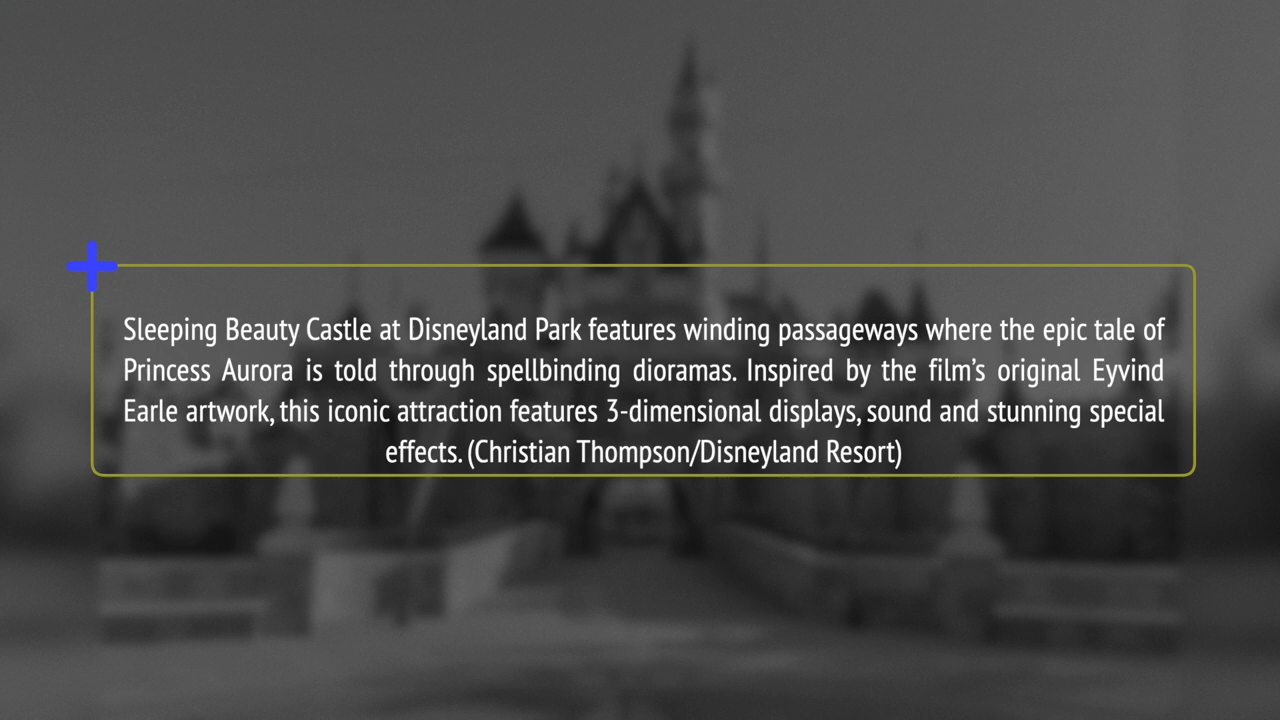 Sleeping Beauty Castle at Disneyland Park features winding passageways where the epic tale of
Princess Aurora is told through spellbinding dioramas. Inspired by the film’s original Eyvind
Earle artwork, this iconic attraction features 3-dimensional displays, sound and stunning special
effects. (Christian Thompson/Disneyland Resort)